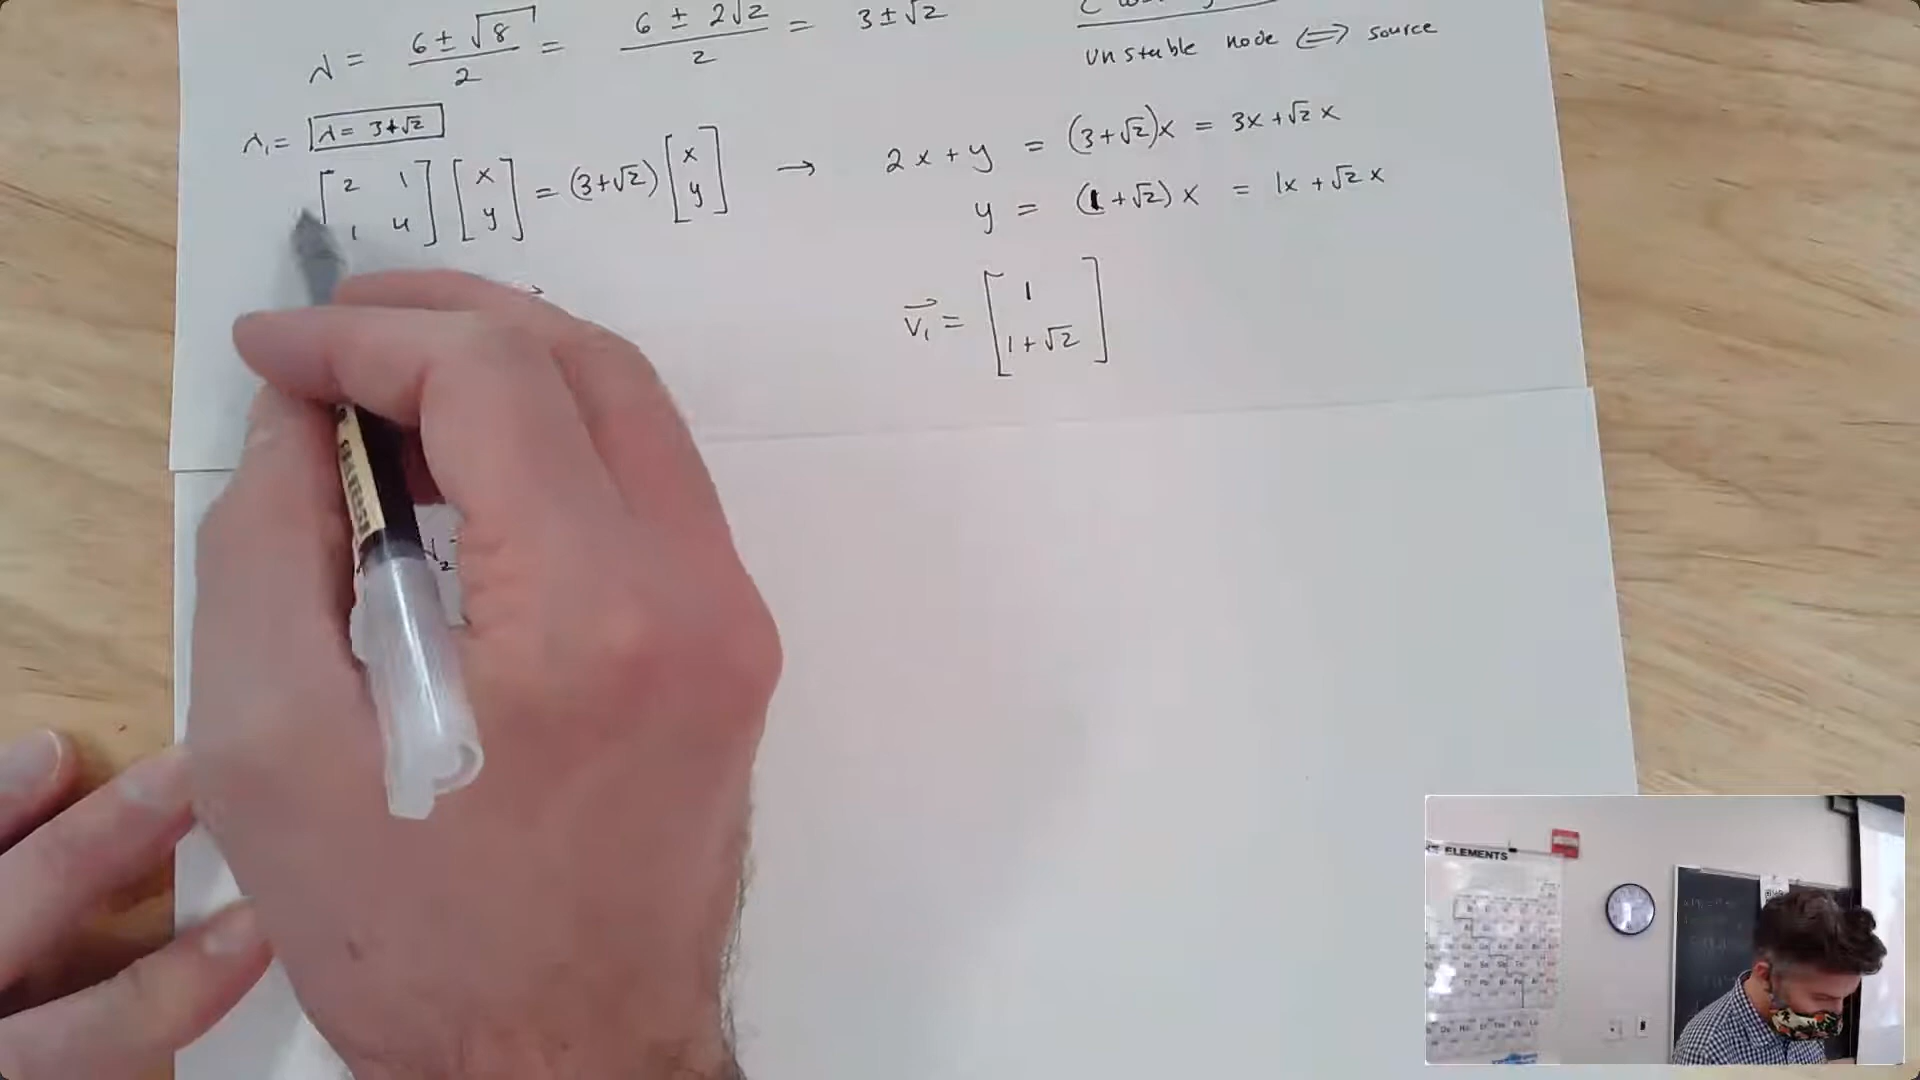 λ = (6 ± √8)/2 = (6 ± 2√2)/2 = 3 ± √2
unstable node ⟺ source
λ₁ = λ = 3+√2
[2 1; 1 4] [x; y] = (3+√2) [x; y] → 2x + y = (3+√2)x = 3x + √2 x
y = (1+√2) x = 1x + √2 x
v₁ = [1; 1+√2]
ELEMENTS